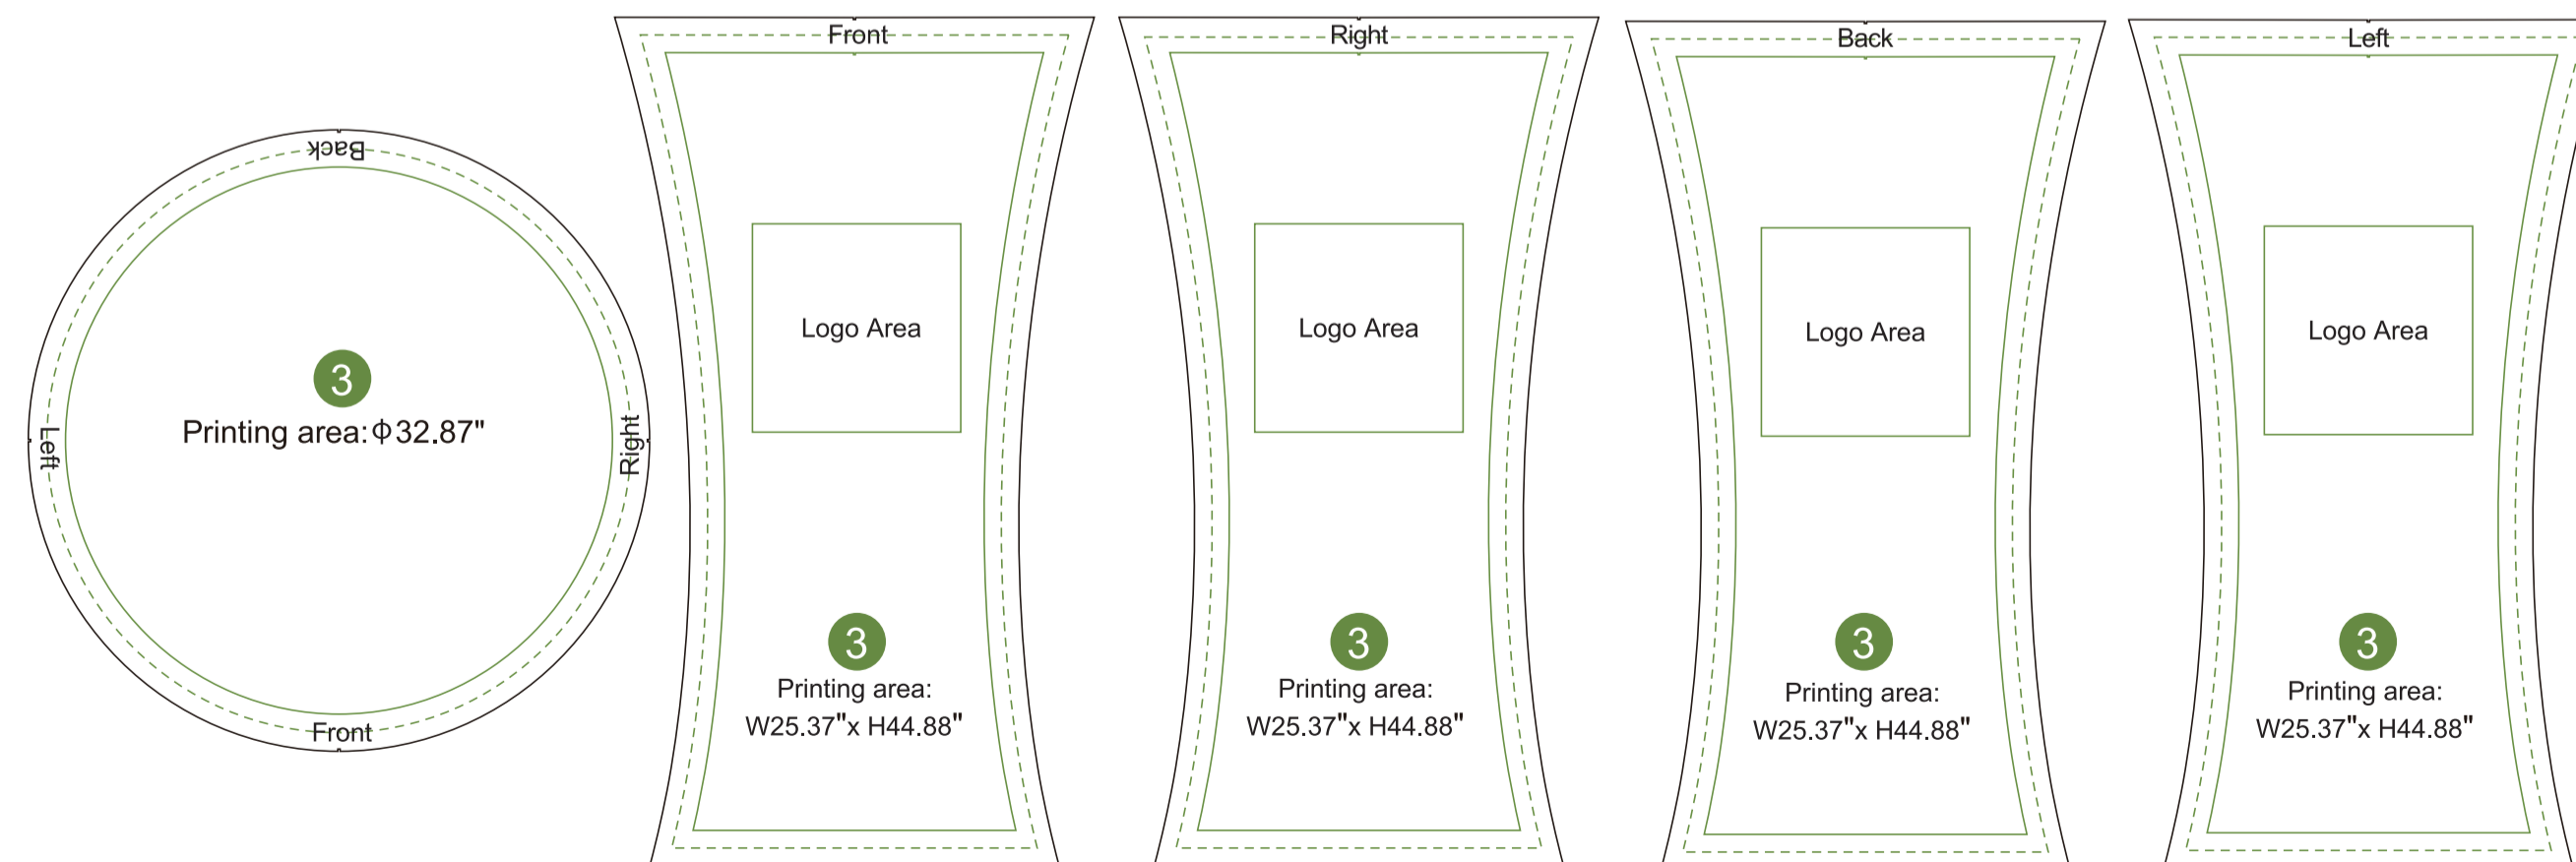 Back
Left
3
Printing area:Φ32.87"
Right
Front
Front
Logo Area
3
Printing area:
W25.37"x H44.88"
Right
Logo Area
3
Printing area:
W25.37"x H44.88"
Back
Logo Area
3
Printing area:
W25.37"x H44.88"
Left
Logo Area
3
Printing area:
W25.37"x H44.88"